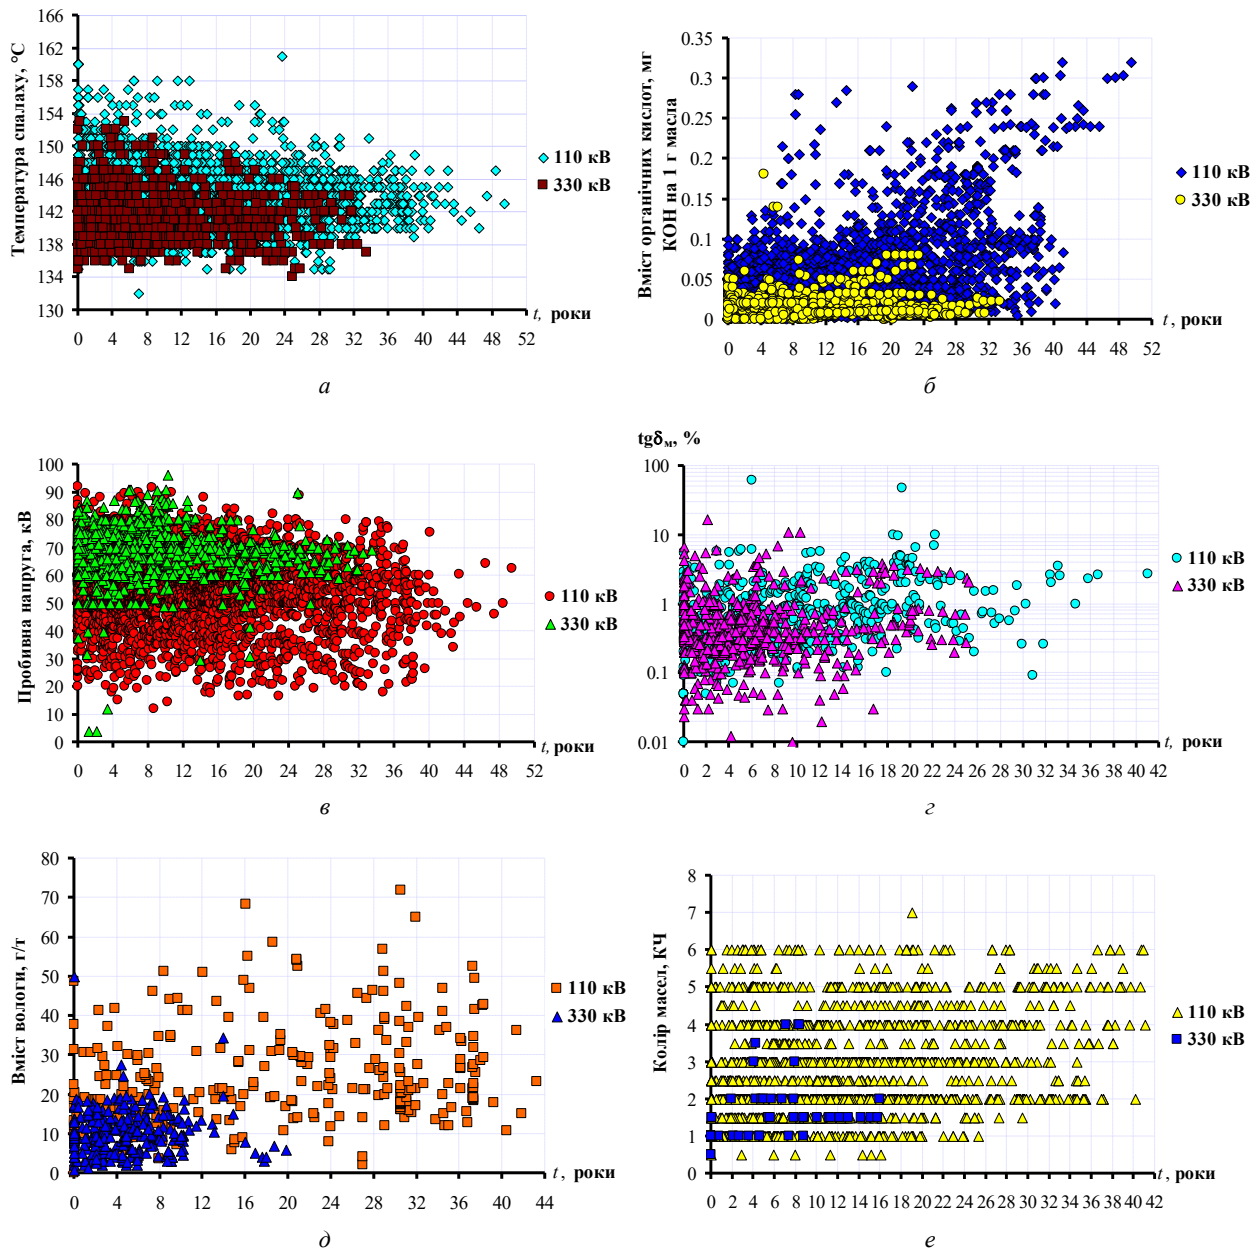 Температура спалаху, °С
166
162
158
154
150
146
142
138
134
130
0 4 8 12 16 20 24 28 32 36 40 44 48 52
t, роки
110 кВ
330 кВ
а
Вміст органічних кислот, мг
КОН на 1 г масла
0.35
0.3
0.25
0.2
0.15
0.1
0.05
0
0 4 8 12 16 20 24 28 32 36 40 44 48 52
t, роки
110 кВ
330 кВ
б
Пробивна напруга, кВ
100
90
80
70
60
50
40
30
20
10
0
0 4 8 12 16 20 24 28 32 36 40 44 48 52
t, роки
110 кВ
330 кВ
в
tgδм, %
100
10
1
0.1
0.01
0 2 4 6 8 10 12 14 16 18 20 22 24 26 28 30 32 34 36 38 40 42
t, роки
110 кВ
330 кВ
г
Вміст вологи, г/т
80
70
60
50
40
30
20
10
0
0 4 8 12 16 20 24 28 32 36 40 44
t, роки
110 кВ
330 кВ
д
Колір масел, КЧ
8
7
6
5
4
3
2
1
0
0 2 4 6 8 10 12 14 16 18 20 22 24 26 28 30 32 34 36 38 40 42
t, роки
110 кВ
330 кВ
е